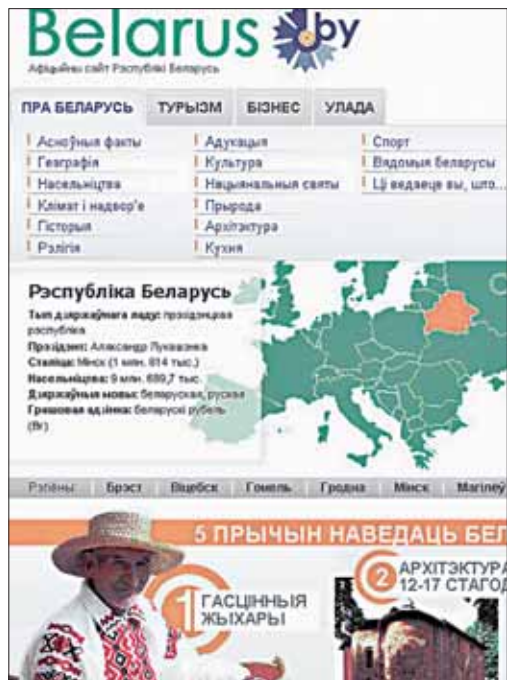 Belarus.by
Афіцыйны сайт Рэспублікі Беларусь
ПРА БЕЛАРУСЬ ТУРЫЗМ БІЗНЕС УЛАДА
Асноўныя факты
Геаграфія
Насельніцтва
Клімат і надвор'е
Гісторыя
Рэлігія
Адукацыя
Культура
Нацыянальныя святы
Прырода
Архітэктура
Кухня
Спорт
Вядомыя беларусы
Ці ведаеце вы, што...
Рэспубліка Беларусь
Тып дзяржаўнага ладу: прэзідэнцкая
рэспубліка
Прэзідэнт: Аляксандр Лукашэнка
Сталіца: Мінск (1 млн. 814 тыс.)
Насельніцтва: 9 млн. 689,7 тыс.
Дзяржаўныя мовы: беларуская, руская
Грашовая адзінка: беларускі рубель
(Br)
Рэгіёны: Брэст Віцебск Гомель Гродна Мінск Магілеў
5 ПРЫЧЫН НАВЕДАЦЬ БЕЛ
1 ГАСЦІННЫЯ
ЖЫХАРЫ
2 АРХІТЭКТУРА
12-17 СТАГОД